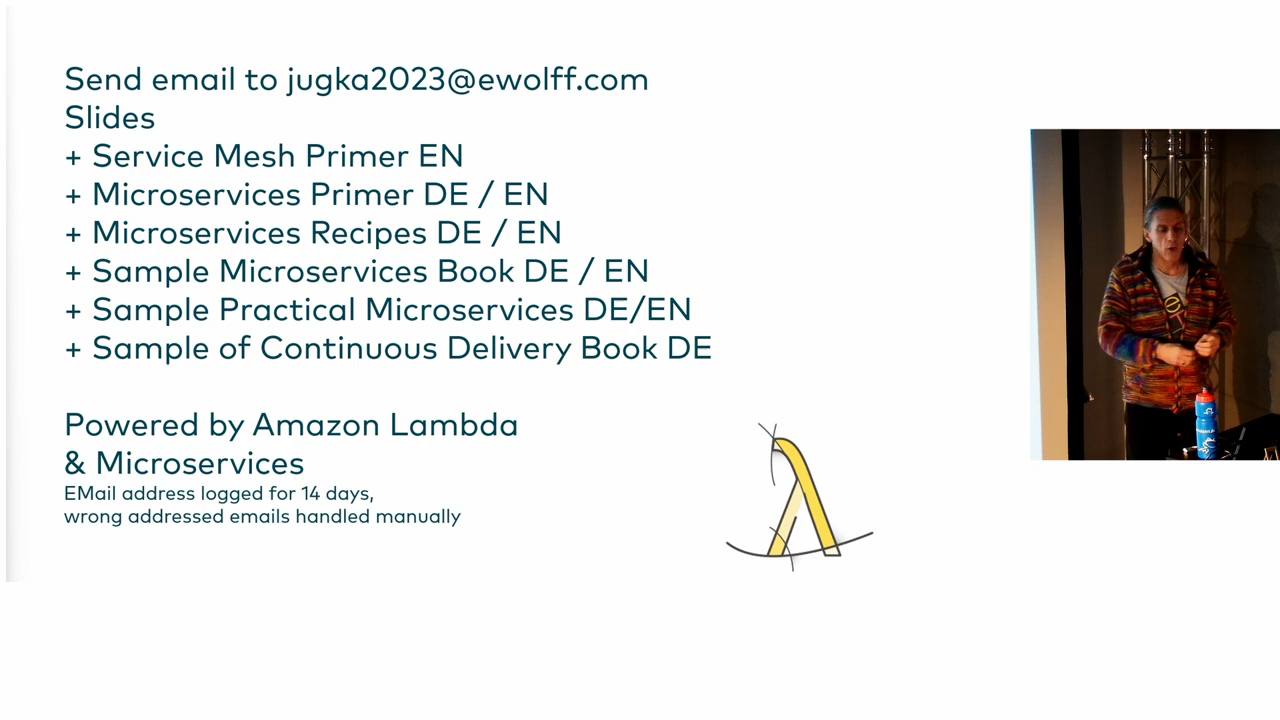 Send email to jugka2023@ewolff.com
Slides
+ Service Mesh Primer EN
+ Microservices Primer DE / EN
+ Microservices Recipes DE / EN
+ Sample Microservices Book DE / EN
+ Sample Practical Microservices DE/EN
+ Sample of Continuous Delivery Book DE
Powered by Amazon Lambda
& Microservices
EMail address logged for 14 days,
wrong addressed emails handled manually